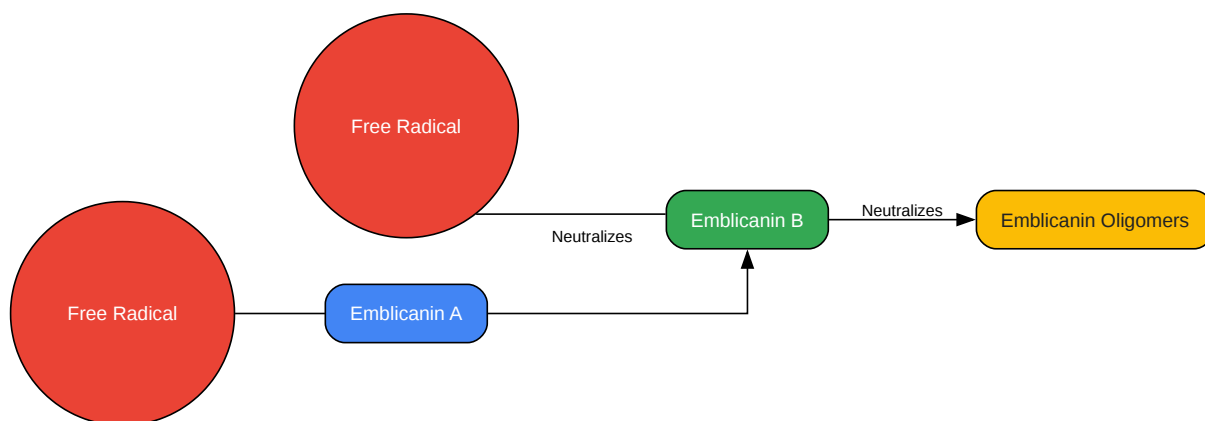 Free Radical
Emblicanin B
Neutralizes
Emblicanin Oligomers
Neutralizes
Free Radical
Emblicanin A